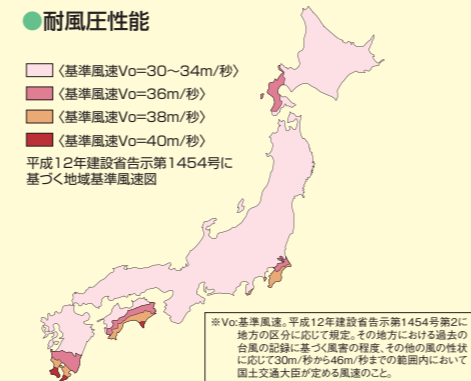 ●耐風圧性能
〈基準風速Vo=30～34m/秒〉
〈基準風速Vo=36m/秒〉
〈基準風速Vo=38m/秒〉
〈基準風速Vo=40m/秒〉
平成12年建設省告示第1454号に
基づく地域基準風速図
※Vo:基準風速。平成12年建設省告示第1454号第2に
地方の区分に応じて規定。その地方における過去の
台風の記録に基づく風害の程度、その他の風の性状
に応じて30m/秒から46m/秒までの範囲内において
国土交通大臣が定める風速のこと。